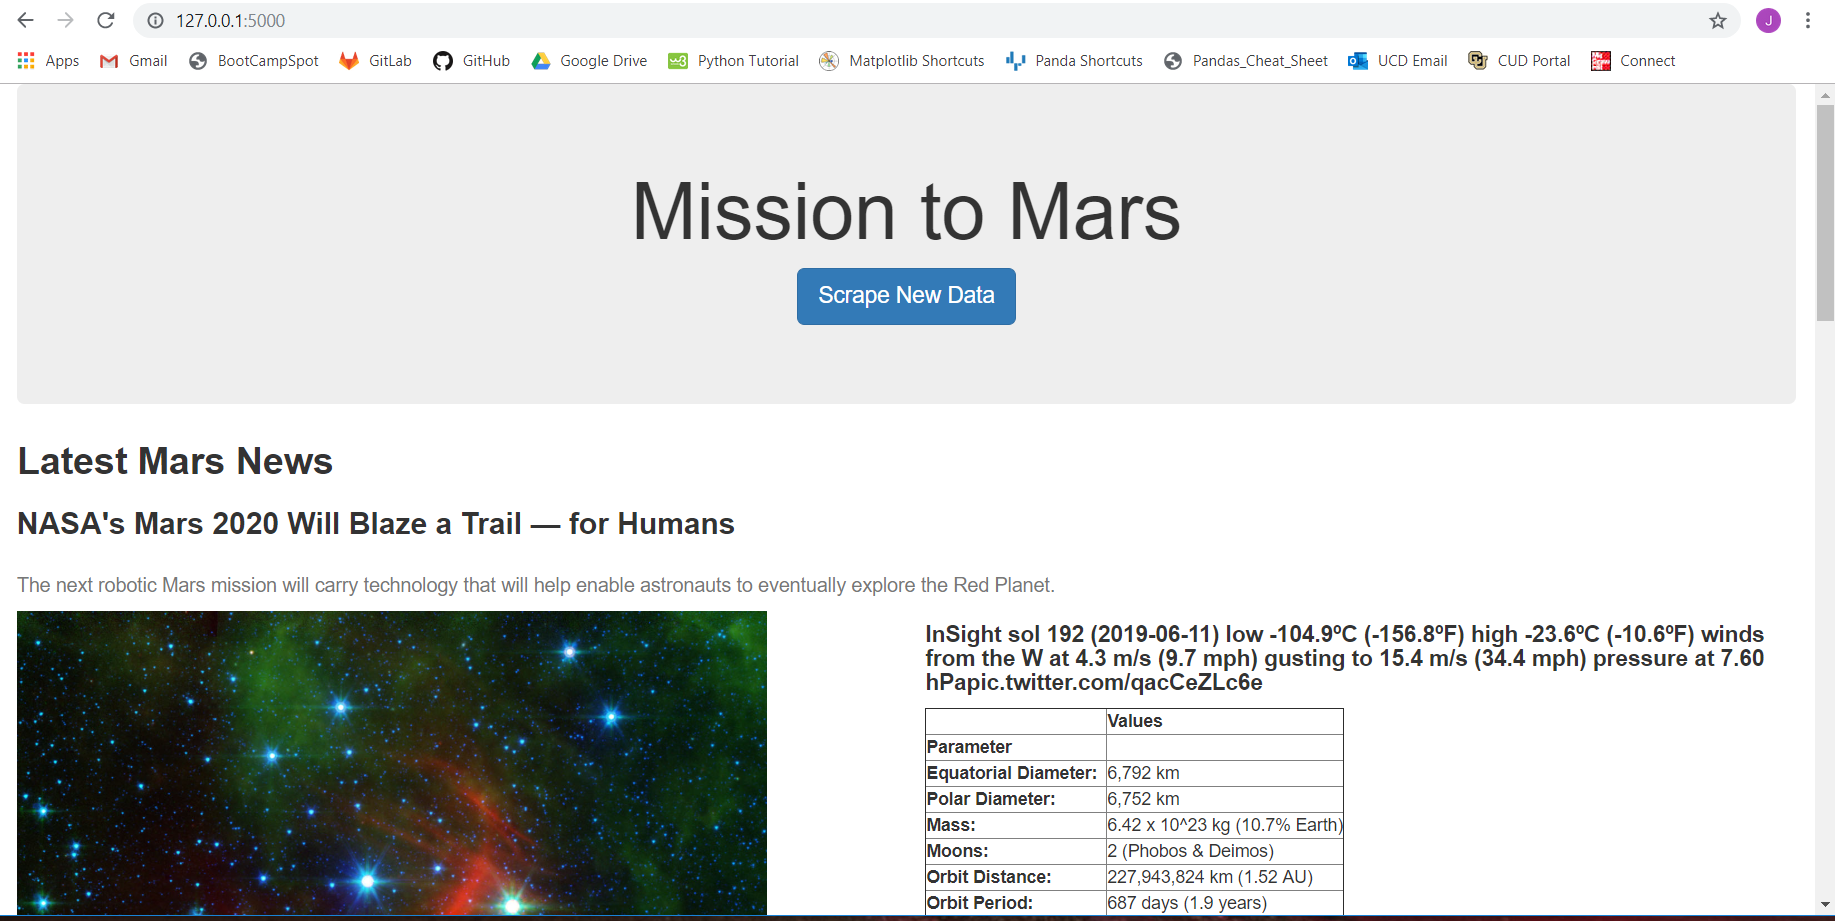 127.0.0.1:5000
J
Apps Gmail BootCampSpot GitLab GitHub Google Drive w3 Python Tutorial Matplotlib Shortcuts Panda Shortcuts Pandas_Cheat_Sheet UCD Email CUD Portal Connect
Mission to Mars
Scrape New Data
Latest Mars News
NASA's Mars 2020 Will Blaze a Trail — for Humans
The next robotic Mars mission will carry technology that will help enable astronauts to eventually explore the Red Planet.
InSight sol 192 (2019-06-11) low -104.9ºC (-156.8ºF) high -23.6ºC (-10.6ºF) winds
from the W at 4.3 m/s (9.7 mph) gusting to 15.4 m/s (34.4 mph) pressure at 7.60
hPapic.twitter.com/qacCeZLc6e
Values
Parameter
Equatorial Diameter: 6,792 km
Polar Diameter: 6,752 km
Mass: 6.42 x 10^23 kg (10.7% Earth)
Moons: 2 (Phobos & Deimos)
Orbit Distance: 227,943,824 km (1.52 AU)
Orbit Period: 687 days (1.9 years)